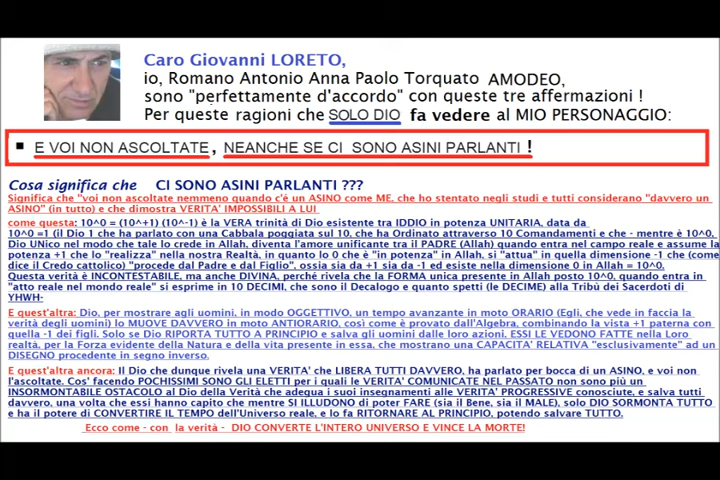 Caro Giovanni LORETO,
io, Romano Antonio Anna Paolo Torquato AMODEO,
sono "perfettamente d'accordo" con queste tre affermazioni !
Per queste ragioni che SOLO DIO fa vedere al MIO PERSONAGGIO:
▪ E VOI NON ASCOLTATE, NEANCHE SE CI SONO ASINI PARLANTI !
Cosa significa che CI SONO ASINI PARLANTI ???
Significa che "voi non ascoltate nemmeno quando c'è un ASINO come ME, che ho stentato negli studi e tutti considerano "davvero un
ASINO" (in tutto) e che dimostra VERITA' IMPOSSIBILI A LUI
come questa: 10^0 = (10^+1) (10^-1) è la VERA trinità di Dio esistente tra IDDIO in potenza UNITARIA, data da
10^0 =1 (il Dio 1 che ha parlato con una Cabbala poggiata sul 10, che ha Ordinato attraverso 10 Comandamenti e che - mentre è 10^0,
Dio UNico nel modo che tale lo crede in Allah, diventa l'amore unificante tra il PADRE (Allah) quando entra nel campo reale e assume la
potenza +1 che lo "realizza" nella nostra Realtà, in quanto lo 0 che è "in potenza" in Allah, si "attua" in quella dimensione -1 che (come
dice il Credo cattolico) "procede dal Padre e dal Figlio", ossia sia da +1 sia da -1 ed esiste nella dimensione 0 in Allah = 10^0.
Questa verità è IMMANENTE, ma anche DIVINA, perché rivela che la FORMA unica presente in Allah posto 10^0, quando entra in
"atto reale nel mondo reale" si esprime in 10 DECIMI, che sono il Decalogo e quanto spetti (le DECIME) alla Tribù dei Sacerdoti di
YHWH-
E quest'altra: Dio, per mostrare agli uomini, in modo OGGETTIVO, un tempo avanzante in moto ORARIO (Egli, che vede in faccia la
verità degli uomini) lo MUOVE DAVVERO in moto ANTIORARIO, così come è provato dall'Algebra, combinando la vista +1 paterna con
quella -1 dei figli. Solo se Dio RIPORTA TUTTO A PRINCIPIO e salva gli uomini dalle loro azioni, ESSI LE VEDONO FATTE nella Loro
realtà, per la Forza evidente della Natura e della vita presente in essa, che mostrano una CAPACITA' RELATIVA "esclusivamente" ad un
DISEGNO procedente in segno inverso.
E quest'altra ancora: Il Dio che dunque rivela una VERITA' che LIBERA TUTTI DAVVERO, ha parlato per bocca di un ASINO, e voi non
l'ascoltate. Cos' facendo POCHISSIMI SONO GLI ELETTI per i quali le VERITA' COMUNICATE NEL PASSATO non sono più un
INSORMONTABILE OSTACOLO al Dio della Verità che adegua i suoi insegnamenti alle VERITA' PROGRESSIVE conosciute, e salva tutti
davvero, una volta che essi hanno capito che mentre SI ILLUDONO di poter FARE (sia il Bene, sia il MALE), solo DIO SORMONTA TUTTO
e ha il potere di CONVERTIRE IL TEMPO dell'Universo reale, e lo fa RITORNARE AL PRINCIPIO, potendo salvare TUTTO.
Ecco come - con la verità - DIO CONVERTE L'INTERO UNIVERSO E VINCE LA MORTE!